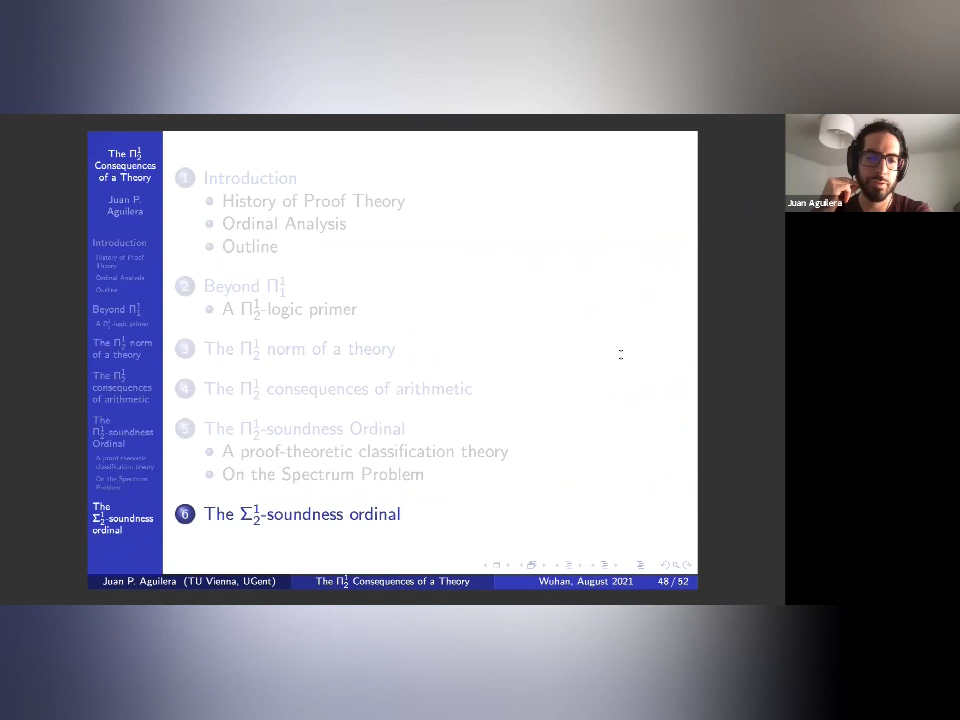 The Π¹₂
Consequences
of a Theory
Juan P.
Aguilera
Introduction
History of Proof
Theory
Ordinal Analysis
Outline
Beyond Π¹₁
A Π¹₂-logic primer
The Π¹₂ norm
of a theory
The Π¹₂
consequences
of arithmetic
The
Π¹₂-soundness
Ordinal
A proof-theoretic
classification theory
On the Spectrum
Problem
The
Σ¹₂-soundness
ordinal
1 Introduction
History of Proof Theory
Ordinal Analysis
Outline
2 Beyond Π¹₁
A Π¹₂-logic primer
3 The Π¹₂ norm of a theory
4 The Π¹₂ consequences of arithmetic
5 The Π¹₂-soundness Ordinal
A proof-theoretic classification theory
On the Spectrum Problem
6 The Σ¹₂-soundness ordinal
Juan P. Aguilera (TU Vienna, UGent) The Π¹₂ Consequences of a Theory Wuhan, August 2021 48 / 52
Juan Aguilera